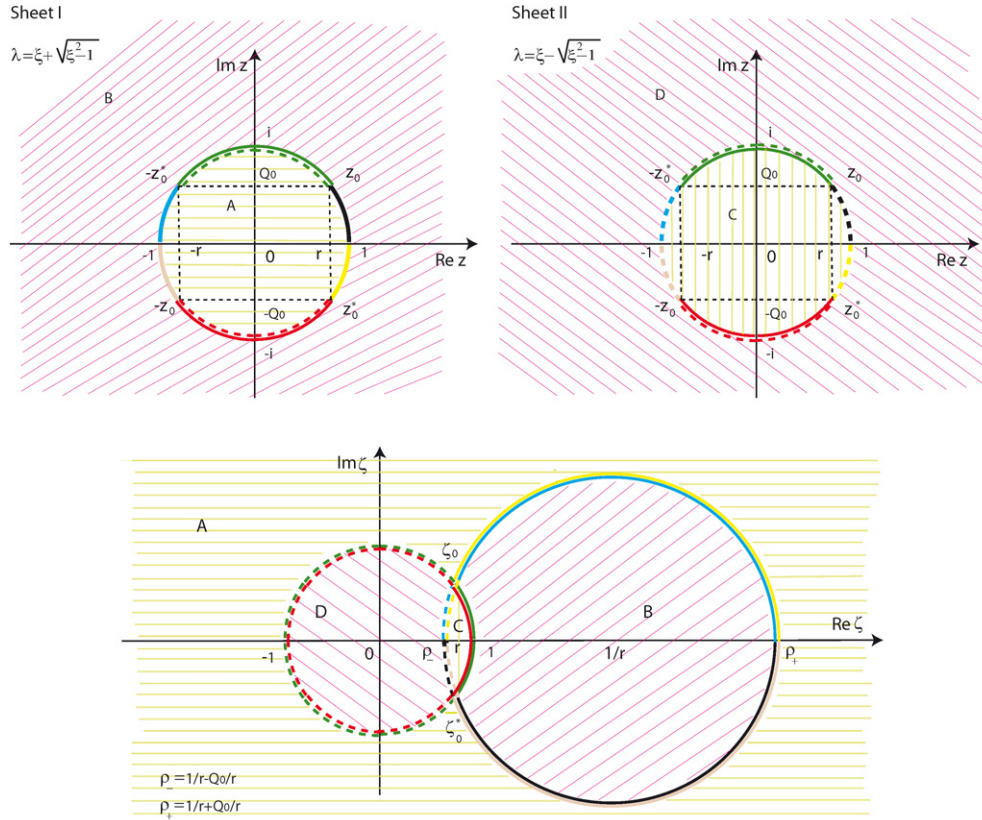 Sheet I
λ=ξ+√ξ²-1
B
Im z
i
-z₀*
Q₀
z₀
A
-1
-r
0
r
1
Re z
-z₀
-Q₀
z₀*
-i
Sheet II
λ=ξ-√ξ²-1
D
Im z
i
-z₀*
Q₀
z₀
C
-1
-r
0
r
1
Re z
-z₀
-Q₀
z₀*
-i
Im ζ
A
ζ₀
D
C
B
Re ζ
-1
0
ρ₋
r
1
1/r
ρ₊
ζ₀*
ρ₋=1/r-Q₀/r
ρ₊=1/r+Q₀/r